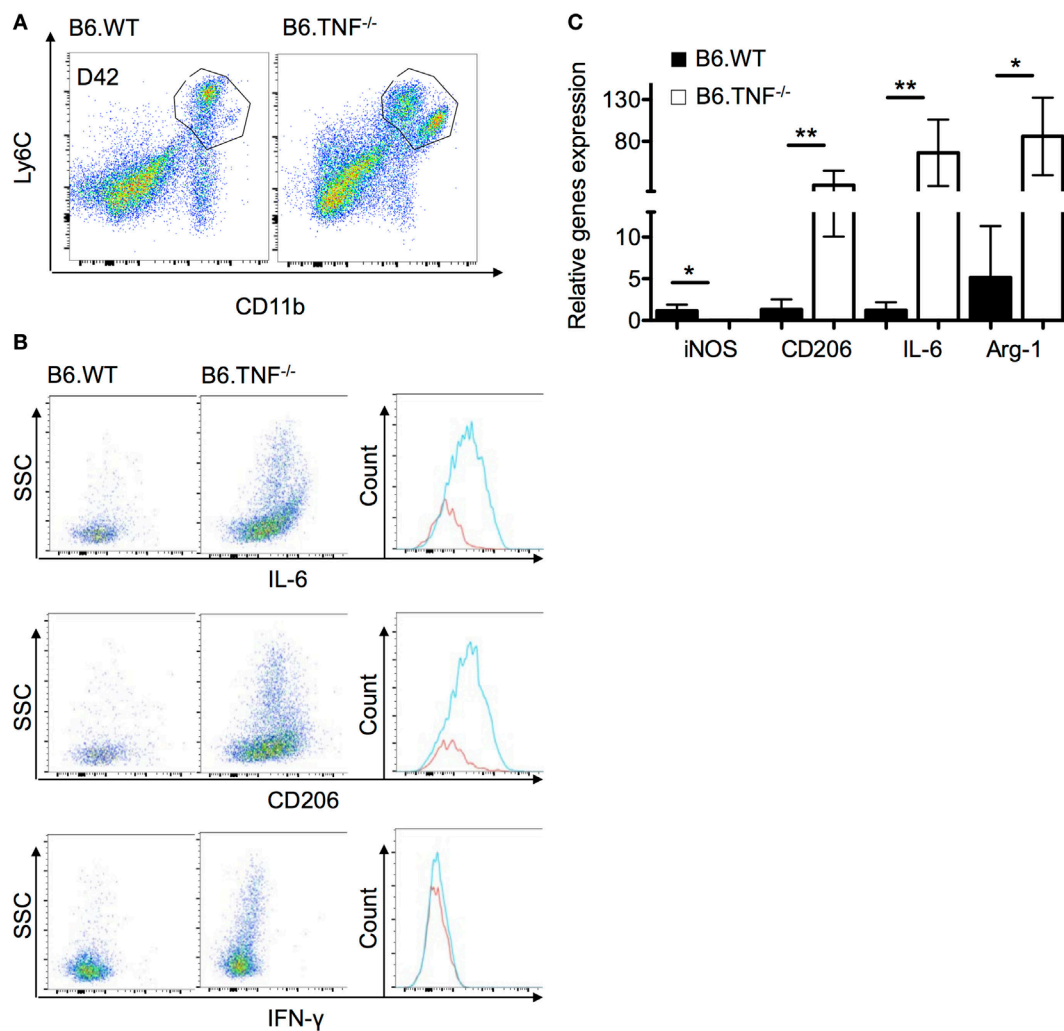 A
B6.WT
B6.TNF-/-
D42
Ly6C
CD11b
B
B6.WT
B6.TNF-/-
SSC
Count
IL-6
SSC
Count
CD206
SSC
Count
IFN-γ
C
B6.WT
B6.TNF-/-
Relative genes expression
130
80
10
5
0
*
**
**
*
iNOS
CD206
IL-6
Arg-1